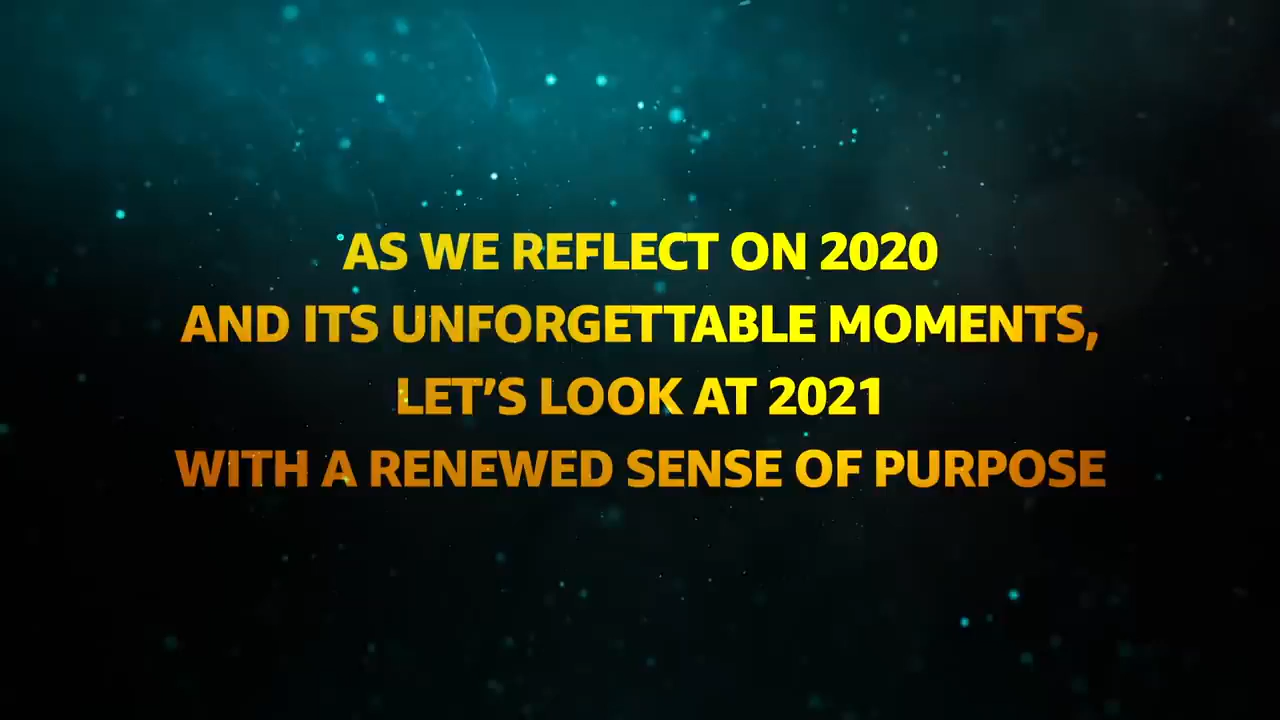 AS WE REFLECT ON 2020
AND ITS UNFORGETTABLE MOMENTS,
LET’S LOOK AT 2021
WITH A RENEWED SENSE OF PURPOSE